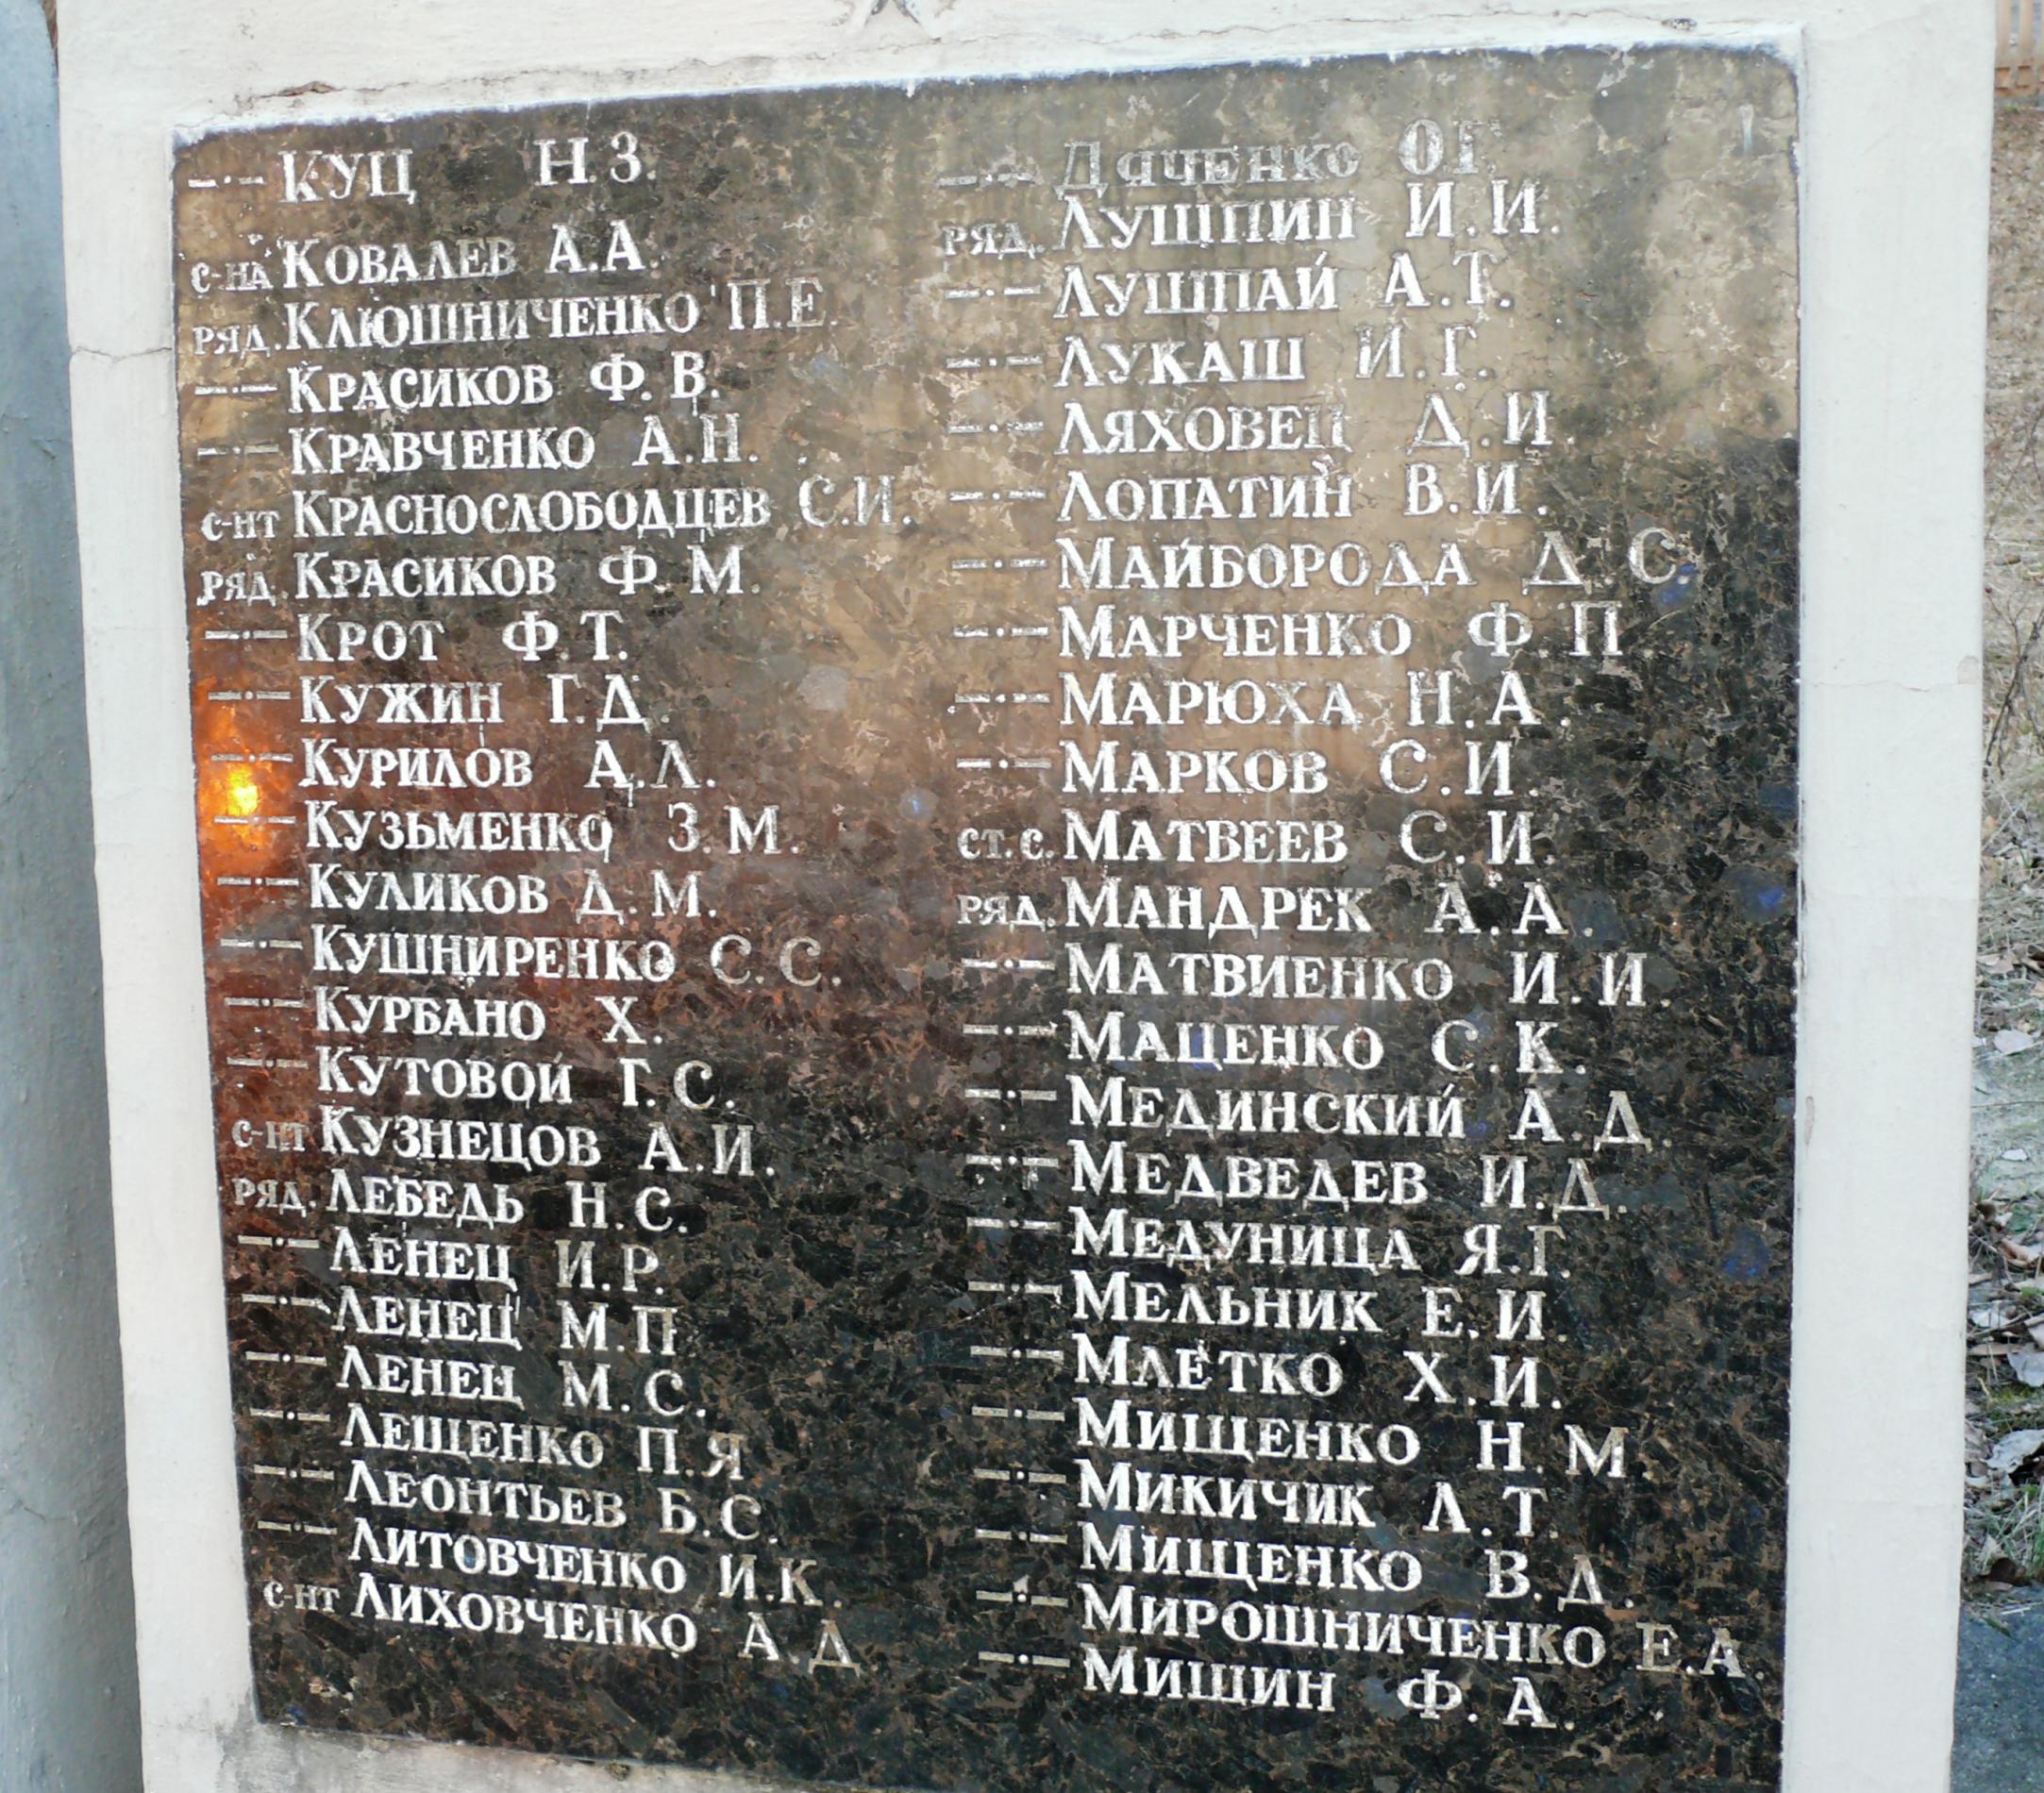 —·— КУЦ Н.З.
с-на КОВАЛЕВ А.А.
РЯД. КЛЮШНИЧЕНКО П.Е.
—·— КРАСИКОВ Ф.В.
—·— КРАВЧЕНКО А.Н.
с-нт КРАСНОСЛОБОДЦЕВ С.И.
РЯД. КРАСИКОВ Ф.М.
—·— КРОТ Ф.Т.
—·— КУЖИН Г.Д.
—·— КУРИЛОВ А.Л.
—·— КУЗЬМЕНКО З.М.
—·— КУЛИКОВ Д.М.
—·— КУШНИРЕНКО С.С.
—·— КУРБАНО Х.
—·— КУТОВОЙ Г.С.
с-нт КУЗНЕЦОВ А.И.
РЯД. ЛЕБЕДЬ Н.С.
—·— ЛЕНЕЦ И.Р.
—·— ЛЕНЕЦ М.П
—·— ЛЕНЕЦ М.С.
—·— ЛЕЩЕНКО П.Я
—·— ЛЕОНТЬЕВ Б.С.
—·— ЛИТОВЧЕНКО И.К.
с-нт ЛИХОВЧЕНКО А.Д.
—·— ДЯЧЕНКО О.Г.
РЯД. ЛУЩПИН И.И.
—·— ЛУШПАЙ А.Т.
—·— ЛУКАШ И.Г.
—·— ЛЯХОВЕЦ Д.И.
—·— ЛОПАТИН В.И.
—·— МАЙБОРОДА Д.С.
—·— МАРЧЕНКО Ф.П
—·— МАРЮХА Н.А.
—·— МАРКОВ С.И.
СТ.С. МАТВЕЕВ С.И.
РЯД. МАНДРЕК А.А.
—·— МАТВИЕНКО И.И.
—·— МАЦЕНКО С.К.
—·— МЕДИНСКИЙ А.Д.
—·— МЕДВЕДЕВ И.Д.
—·— МЕДУНИЦА Я.Г.
—·— МЕЛЬНИК Е.И.
—·— МЛЕТКО Х.И.
—·— МИЩЕНКО Н.М.
—·— МИКИЧИК Л.Т.
—·— МИЩЕНКО В.Д.
—·— МИРОШНИЧЕНКО Е.А.
—·— МИШИН Ф.А.